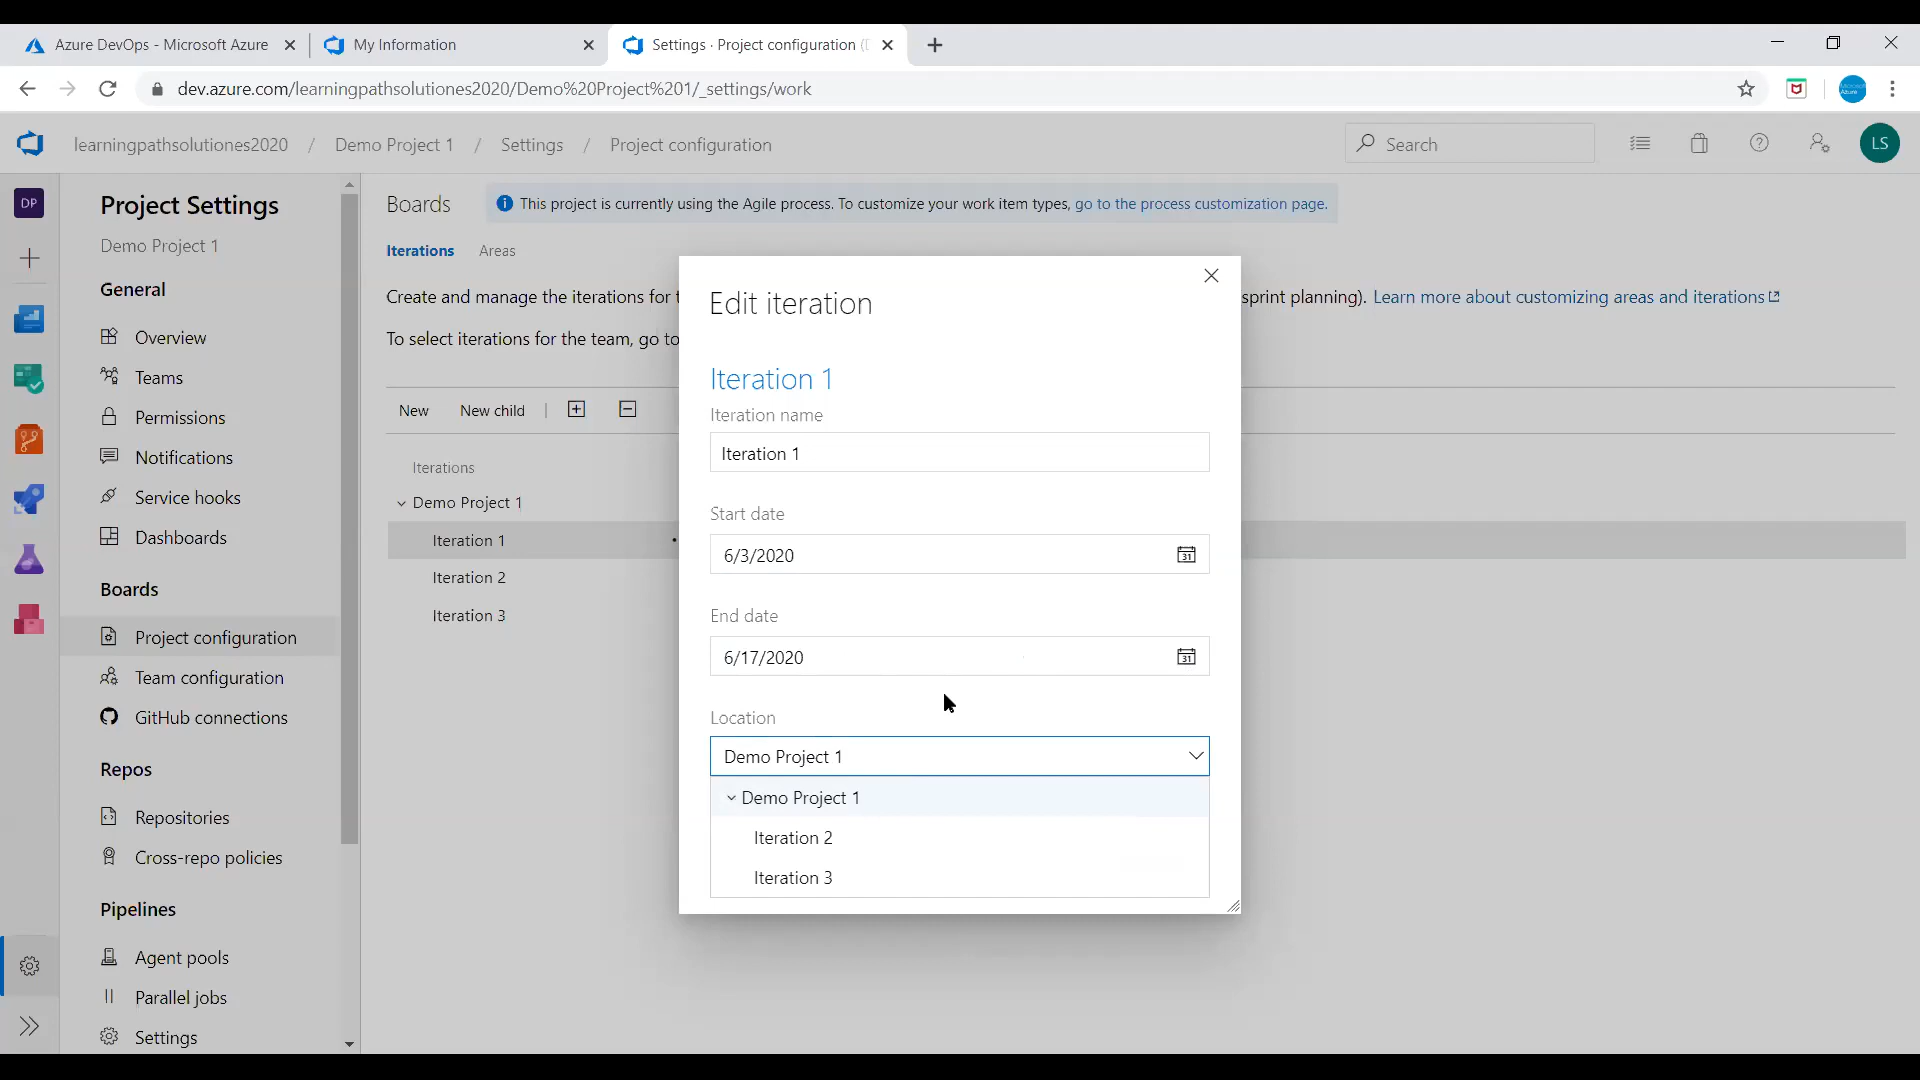 Azure DevOps - Microsoft Azure
My Information
Settings · Project configuration (
dev.azure.com/learningpathsolutiones2020/Demo%20Project%201/_settings/work
learningpathsolutiones2020 / Demo Project 1 / Settings / Project configuration
Search
LS
DP
Project Settings
Demo Project 1
General
Overview
Teams
Permissions
Notifications
Service hooks
Dashboards
Boards
Project configuration
Team configuration
GitHub connections
Repos
Repositories
Cross-repo policies
Pipelines
Agent pools
Parallel jobs
Settings
Boards
This project is currently using the Agile process. To customize your work item types, go to the process customization page.
Iterations
Areas
Create and manage the iterations for t
sprint planning). Learn more about customizing areas and iterations
To select iterations for the team, go to
New
New child
Iterations
Demo Project 1
Iteration 1
Iteration 2
Iteration 3
Edit iteration
Iteration 1
Iteration name
Iteration 1
Start date
6/3/2020
End date
6/17/2020
Location
Demo Project 1
Demo Project 1
Iteration 2
Iteration 3